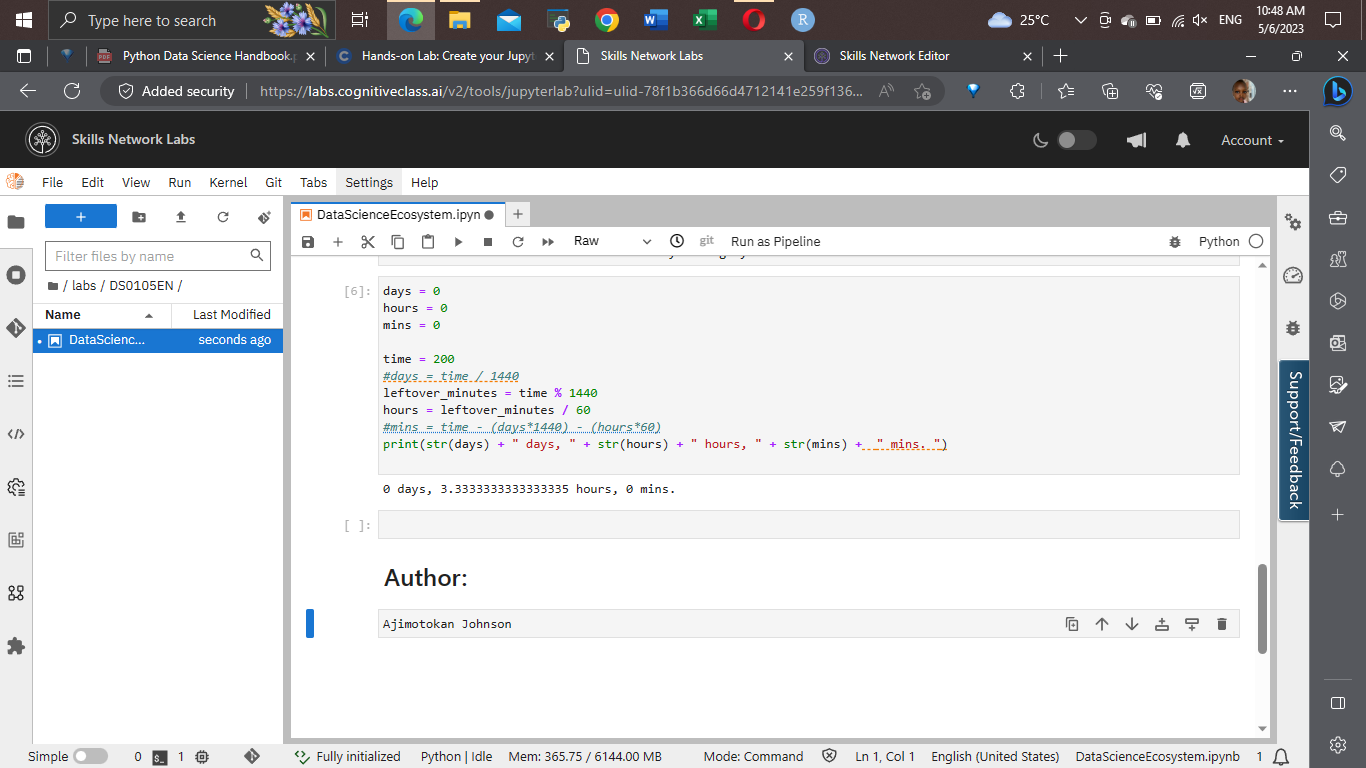 Type here to search
25°C
ENG
10:48 AM
5/6/2023
Python Data Science Handbook.p
Hands-on Lab: Create your Jupyt
Skills Network Labs
Skills Network Editor
Added security
https://labs.cognitiveclass.ai/v2/tools/jupyterlab?ulid=ulid-78f1b366d66d4712141e259f136...
Skills Network Labs
Account
File Edit View Run Kernel Git Tabs Settings Help
DataScienceEcosystem.ipyn
Filter files by name
Raw
git
Run as Pipeline
Python
/ labs / DS0105EN /
Name
Last Modified
DataScienc...
seconds ago
[6]:
days = 0
hours = 0
mins = 0
time = 200
#days = time / 1440
leftover_minutes = time % 1440
hours = leftover_minutes / 60
#mins = time - (days*1440) - (hours*60)
print(str(days) + " days, " + str(hours) + " hours, " + str(mins) +  " mins. ")
0 days, 3.3333333333333335 hours, 0 mins.
[ ]:
Author:
Ajimotokan Johnson
Support/Feedback
Simple
0
1
Fully initialized
Python | Idle
Mem: 365.75 / 6144.00 MB
Mode: Command
Ln 1, Col 1
English (United States)
DataScienceEcosystem.ipynb
1